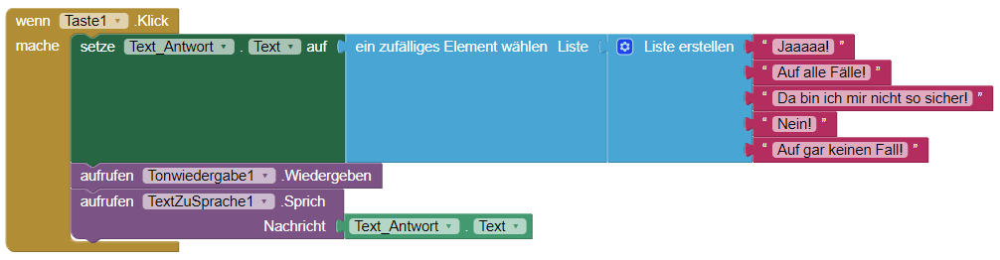 wenn Taste1 .Klick
mache setze Text_Antwort . Text auf ein zufälliges Element wählen Liste Liste erstellen " Jaaaaa! "
" Auf alle Fälle! "
" Da bin ich mir nicht so sicher! "
" Nein! "
" Auf gar keinen Fall! "
aufrufen Tonwiedergabe1 .Wiedergeben
aufrufen TextZuSprache1 .Sprich
Nachricht Text_Antwort . Text